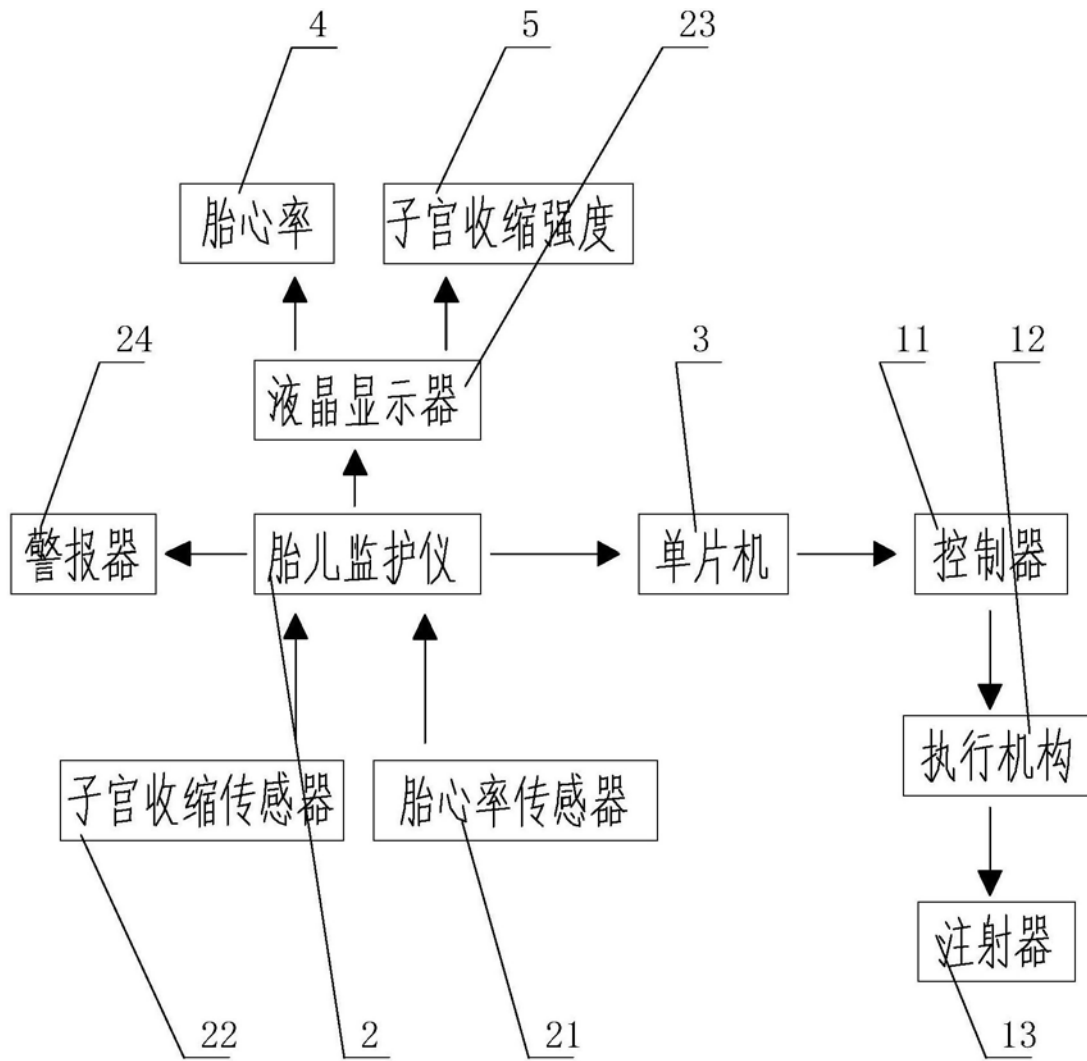 4
5
23
胎心率
子宫收缩强度
24
3
11
12
液晶显示器
警报器
胎儿监护仪
单片机
控制器
执行机构
子宫收缩传感器
胎心率传感器
注射器
22
2
21
13